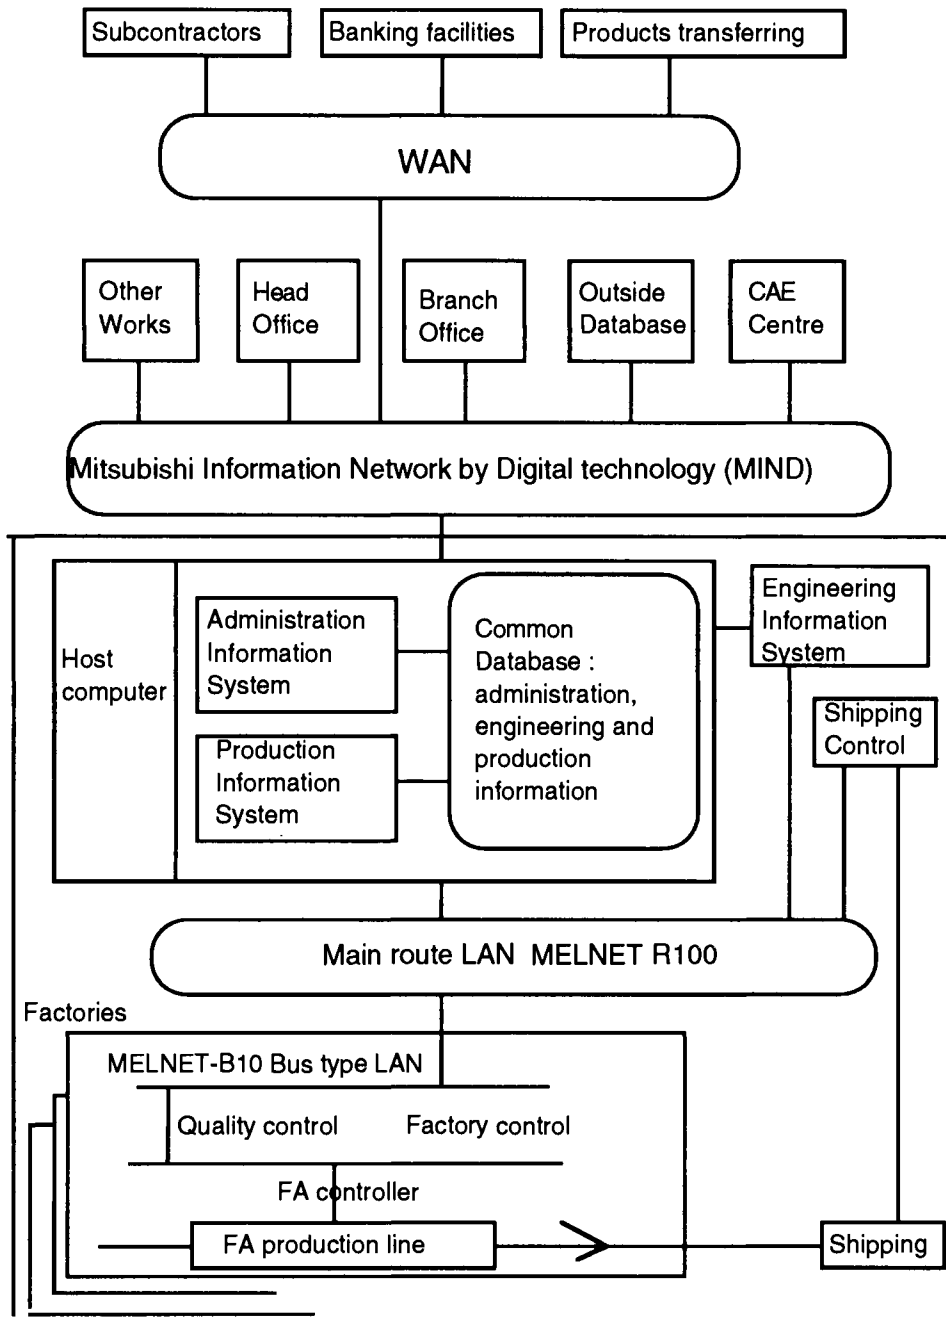 Subcontractors
Banking facilities
Products transferring
WAN
Other
Works
Head
Office
Branch
Office
Outside
Database
CAE
Centre
Mitsubishi Information Network by Digital technology (MIND)
Host
computer
Administration
Information
System
Production
Information
System
Common
Database :
administration,
engineering and
production
information
Engineering
Information
System
Shipping
Control
Main route LAN MELNET R100
Factories
MELNET-B10 Bus type LAN
Quality control
Factory control
FA controller
FA production line
Shipping